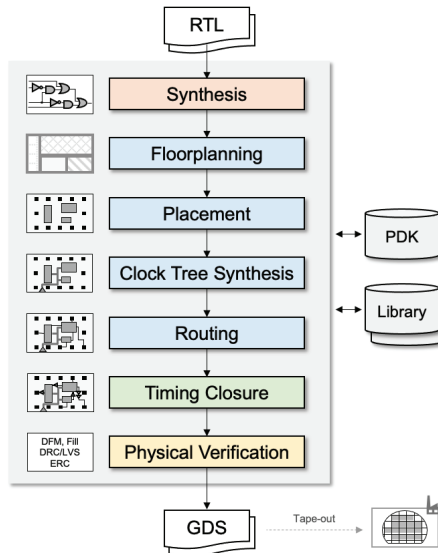 RTL
Synthesis
Floorplanning
Placement
PDK
Clock Tree Synthesis
Library
Routing
Timing Closure
DFM, Fill
DRC/LVS
ERC
Physical Verification
GDS
Tape-out